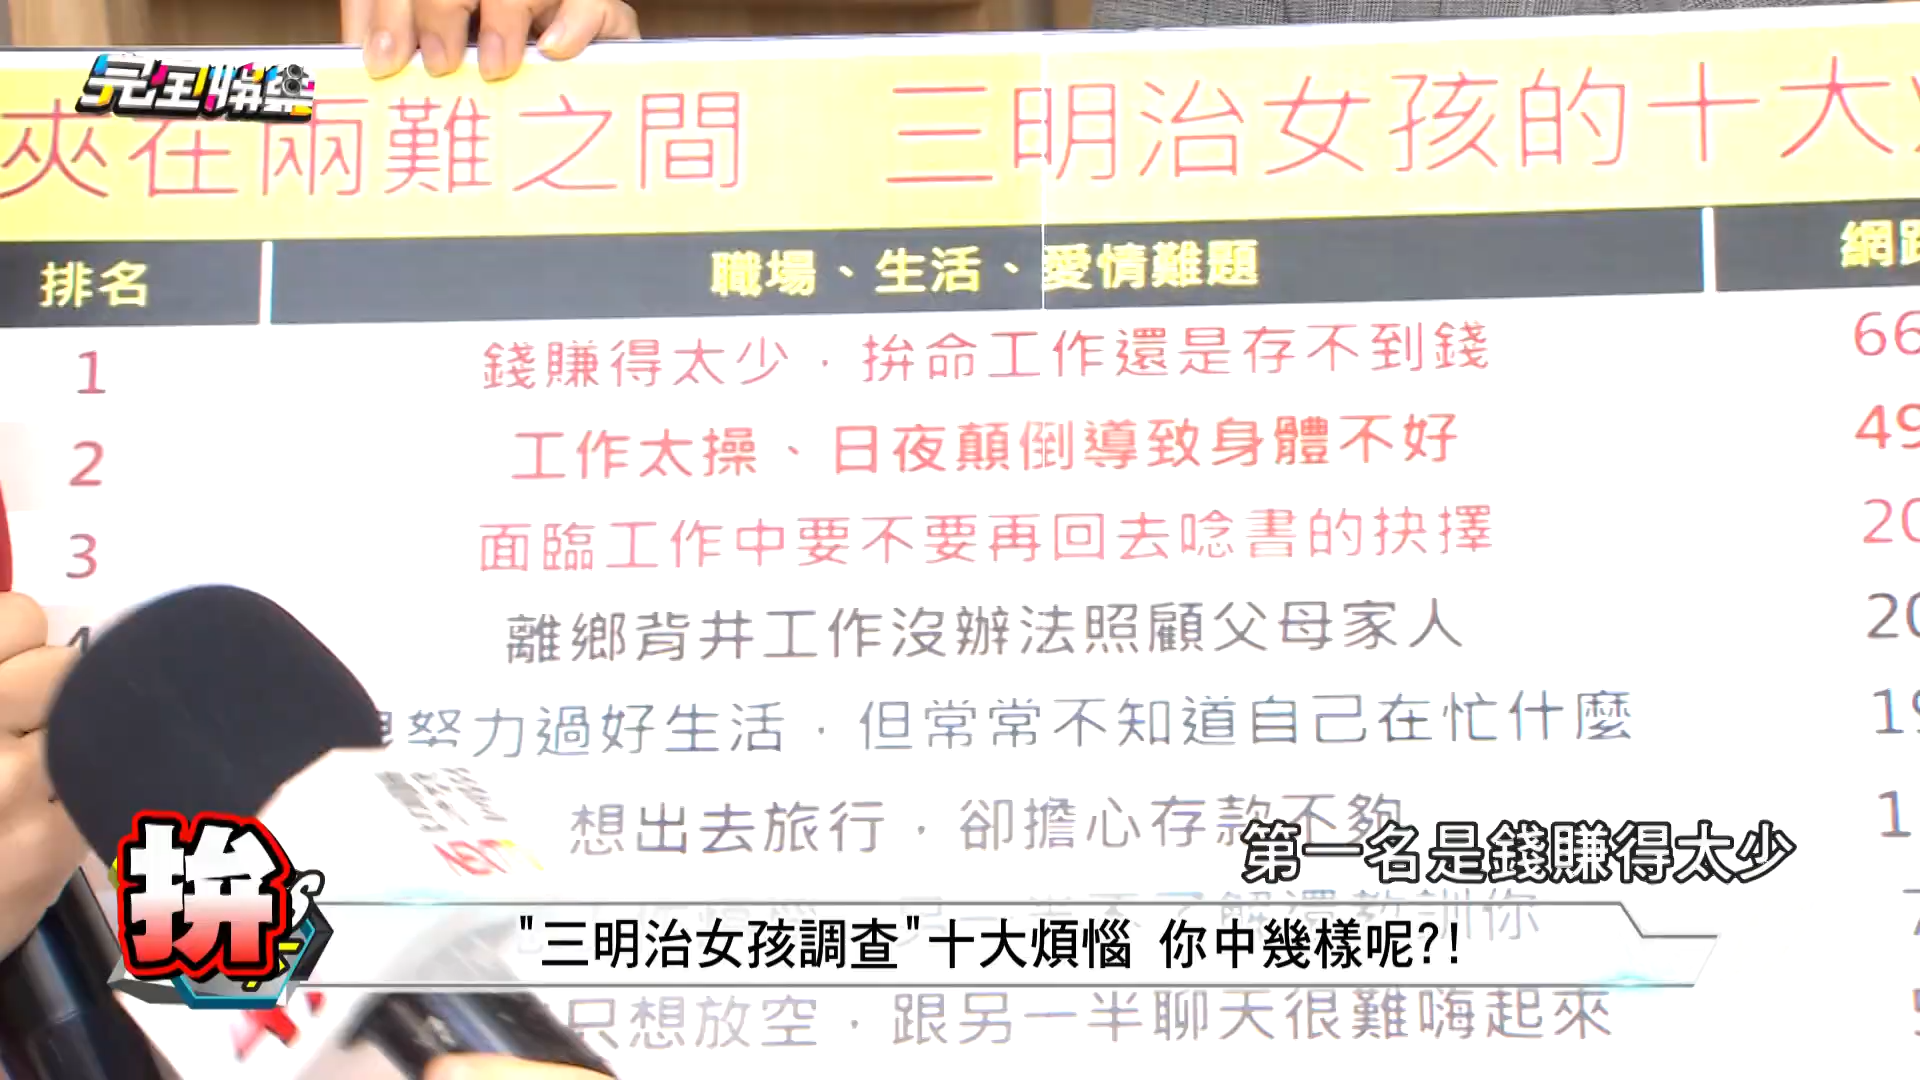 完全娛樂
夾在兩難之間 三明治女孩的十大
排名 職場、生活、愛情難題 網路
1 錢賺得太少，拚命工作還是存不到錢 66
2 工作太操、日夜顛倒導致身體不好 49
3 面臨工作中要不要再回去唸書的抉擇 20
離鄉背井工作沒辦法照顧父母家人 20
努力過好生活，但常常不知道自己在忙什麼 19
想出去旅行，卻擔心存款不夠 1
第一名是錢賺得太少
拚
"三明治女孩調查"十大煩惱 你中幾樣呢?!
只想放空，跟另一半聊天很難嗨起來